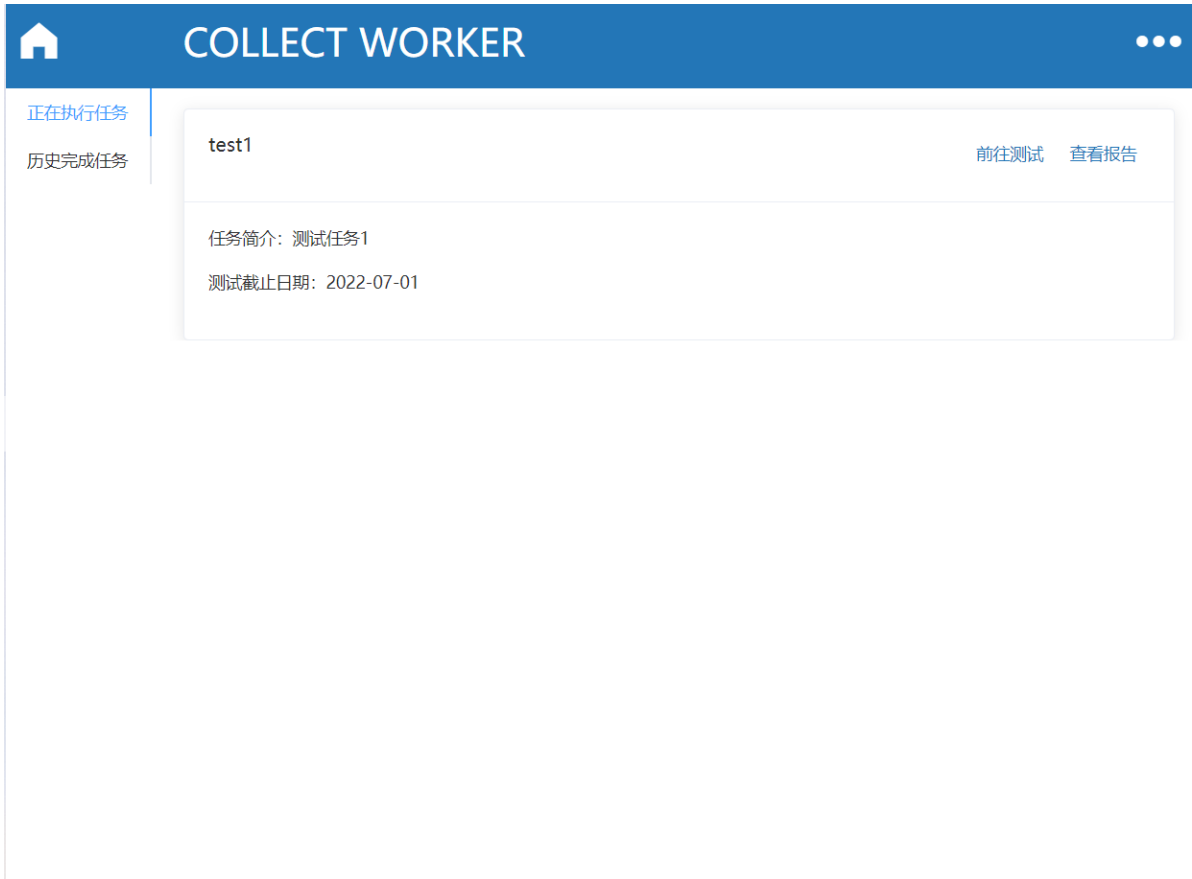 COLLECT WORKER
正在执行任务
历史完成任务
test1
前往测试 查看报告
任务简介：测试任务1
测试截止日期：2022-07-01